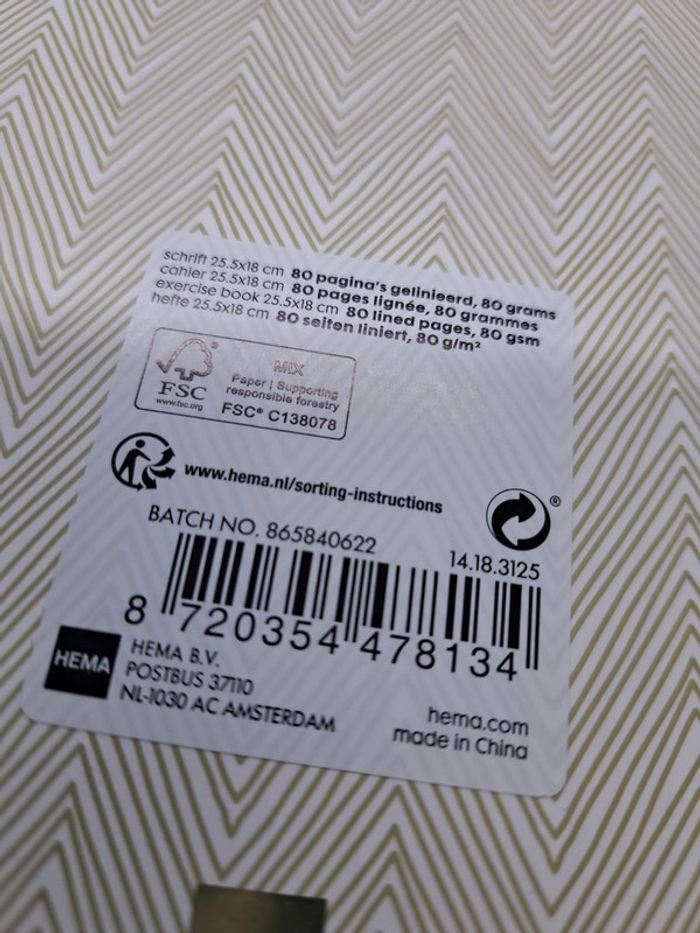 schrift 25.5x18 cm 80 pagina's gelinieerd, 80 grams
cahier 25.5x18 cm 80 pages lignée, 80 grammes
exercise book 25.5x18 cm 80 lined pages, 80 gsm
hefte 25.5x18 cm 80 seiten liniert, 80 g/m²
FSC
www.fsc.org
MIX
Paper | Supporting
responsible forestry
FSC® C138078
www.hema.nl/sorting-instructions
®
BATCH NO. 865840622
14.18.3125
8 720354 478134
HEMA
HEMA B.V.
POSTBUS 37110
NL-1030 AC AMSTERDAM
hema.com
made in China